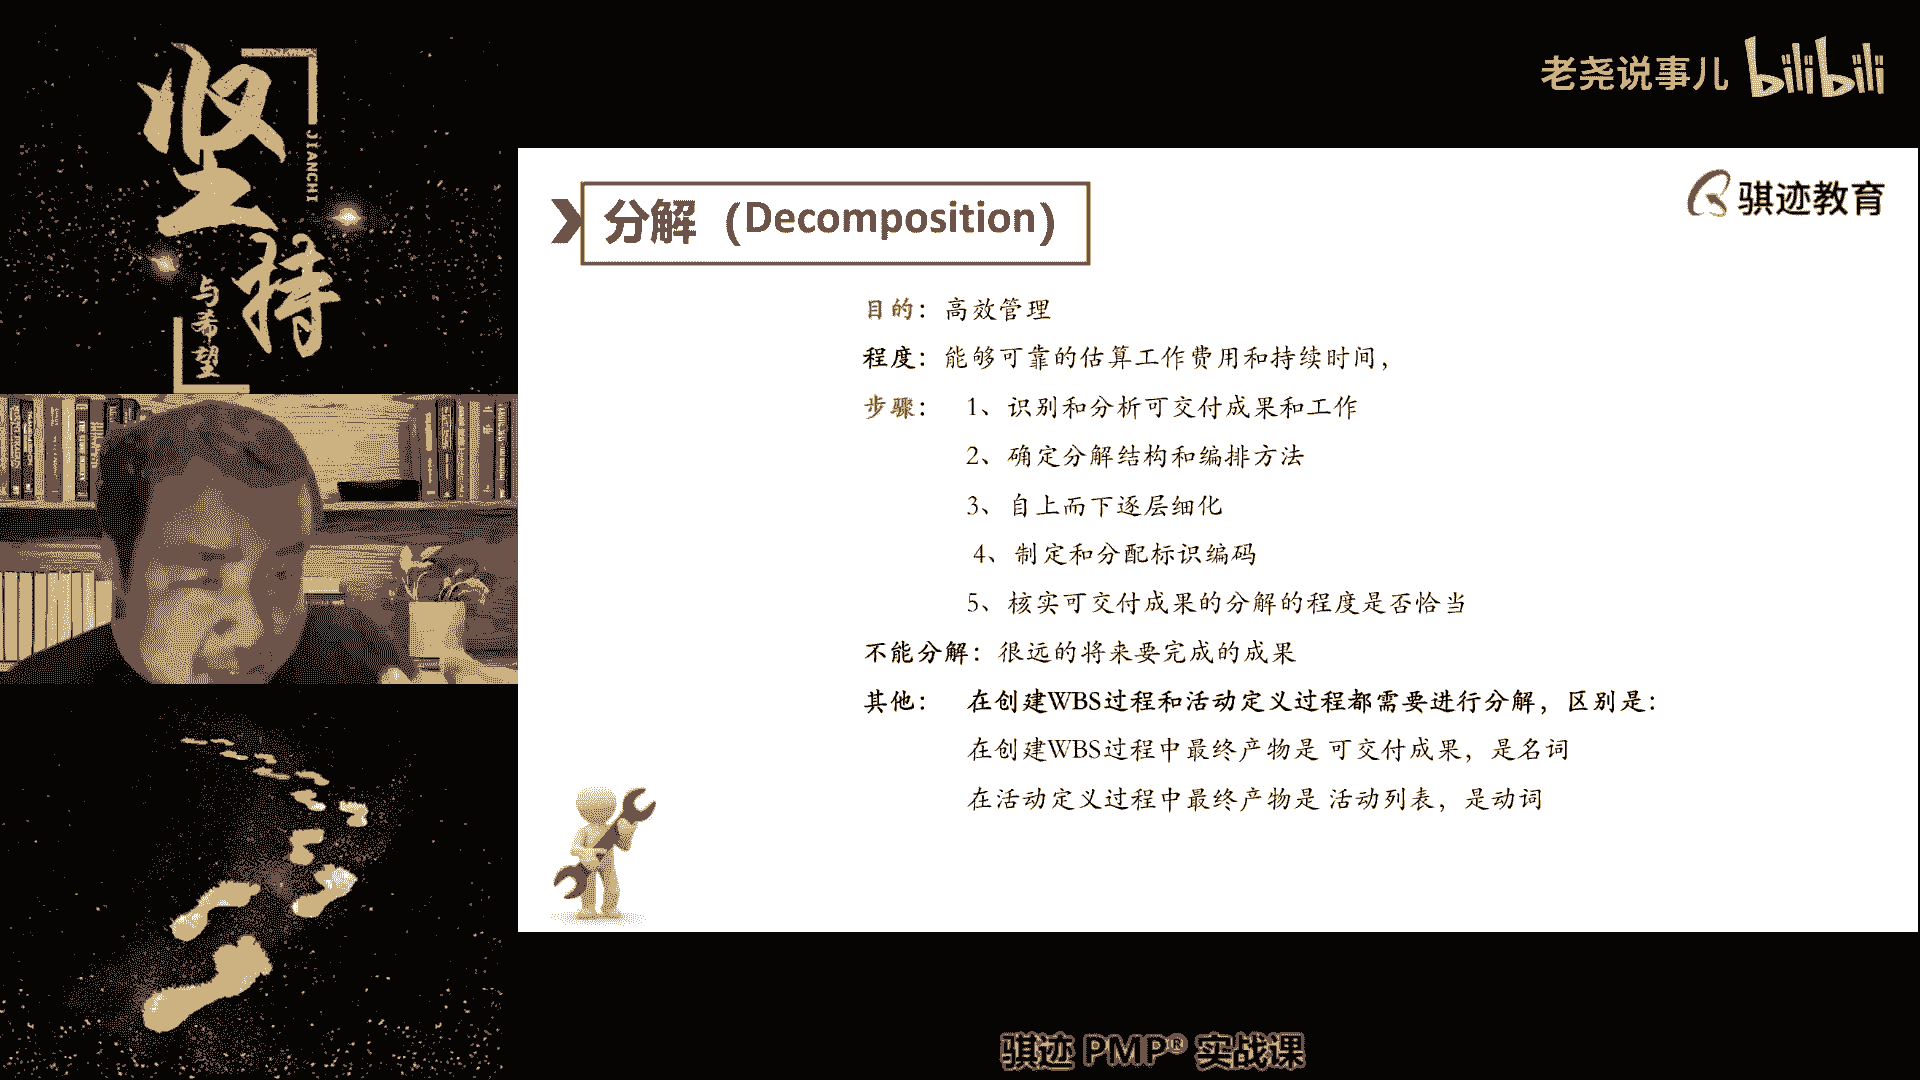 坚持
JIANCHI
与希望
老尧说事儿 bilibili
骐迹教育
分解（Decomposition）
目的：高效管理
程度：能够可靠的估算工作费用和持续时间，
步骤： 1、识别和分析可交付成果和工作
2、确定分解结构和编排方法
3、自上而下逐层细化
4、制定和分配标识编码
5、核实可交付成果的分解的程度是否恰当
不能分解：很远的将来要完成的成果
其他： 在创建WBS过程和活动定义过程都需要进行分解，区别是：
在创建WBS过程中最终产物是 可交付成果，是名词
在活动定义过程中最终产物是 活动列表，是动词
骐迹 PMP® 实战课